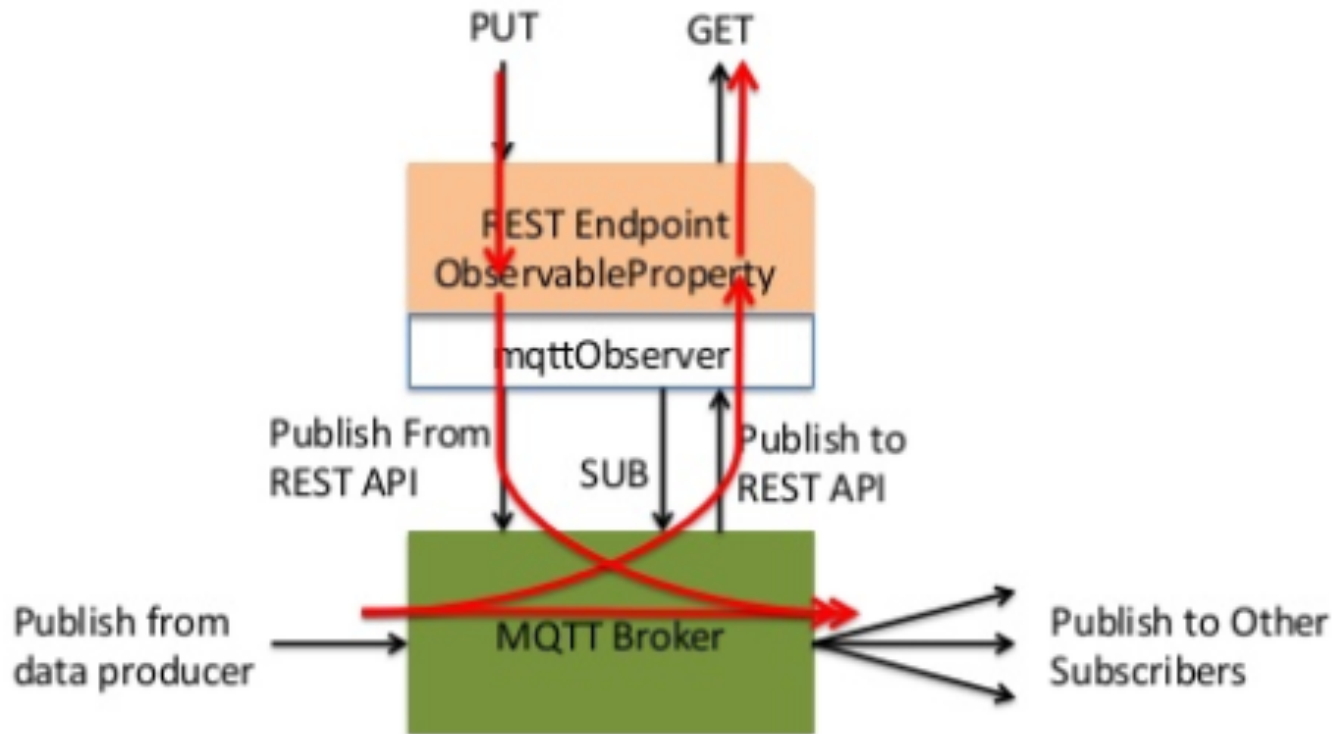 PUT
GET
REST Endpoint
ObservableProperty
mqttObserver
Publish From
REST API
SUB
Publish to
REST API
Publish from
data producer
MQTT Broker
Publish to Other
Subscribers